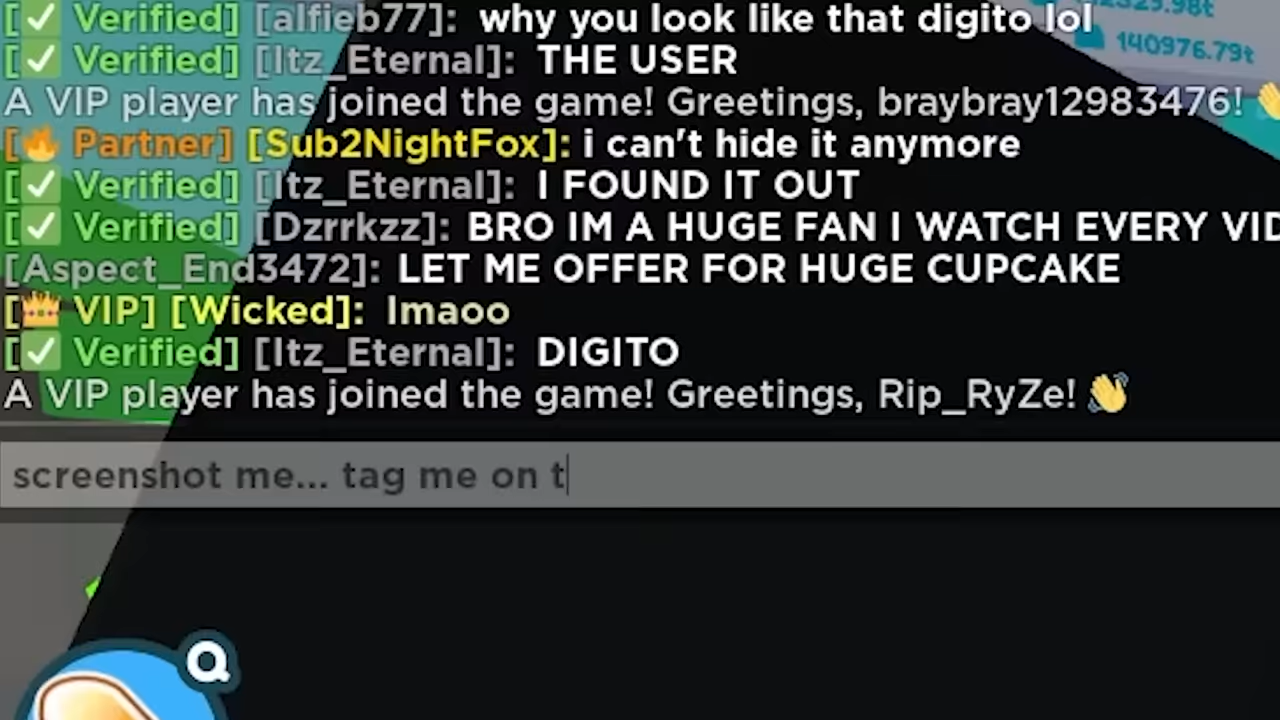 [✅ Verified] [alfieb77]: why you look like that digito lol
[✅ Verified] [Itz_Eternal]: THE USER
A VIP player has joined the game! Greetings, braybray12983476! 👋
[🔥 Partner] [Sub2NightFox]: i can't hide it anymore
[✅ Verified] [Itz_Eternal]: I FOUND IT OUT
[✅ Verified] [Dzrrkzz]: BRO IM A HUGE FAN I WATCH EVERY VID
[Aspect_End3472]: LET ME OFFER FOR HUGE CUPCAKE
[👑 VIP] [Wicked]: lmaoo
[✅ Verified] [Itz_Eternal]: DIGITO
A VIP player has joined the game! Greetings, Rip_RyZe! 👋
screenshot me... tag me on t
140976.79t
Q